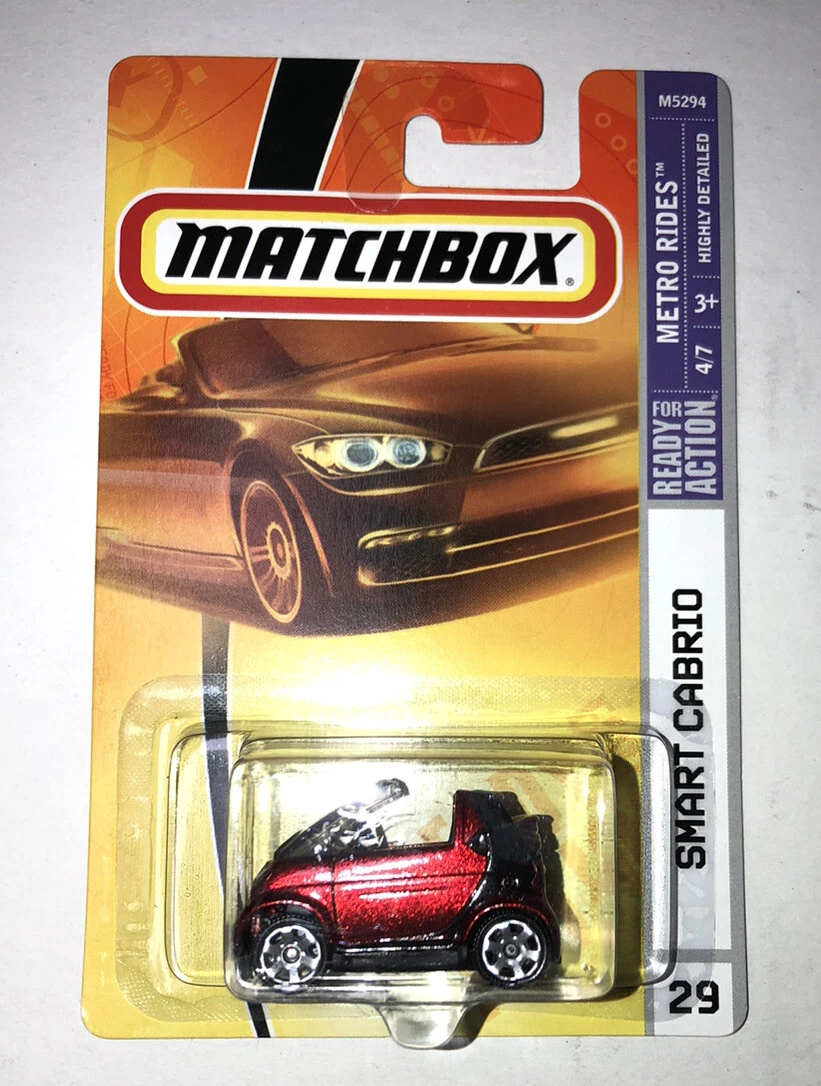 MATCHBOX®
M5294
METRO RIDES™
HIGHLY DETAILED
4/7
3+
READY FOR
ACTION®
SMART CABRIO
29